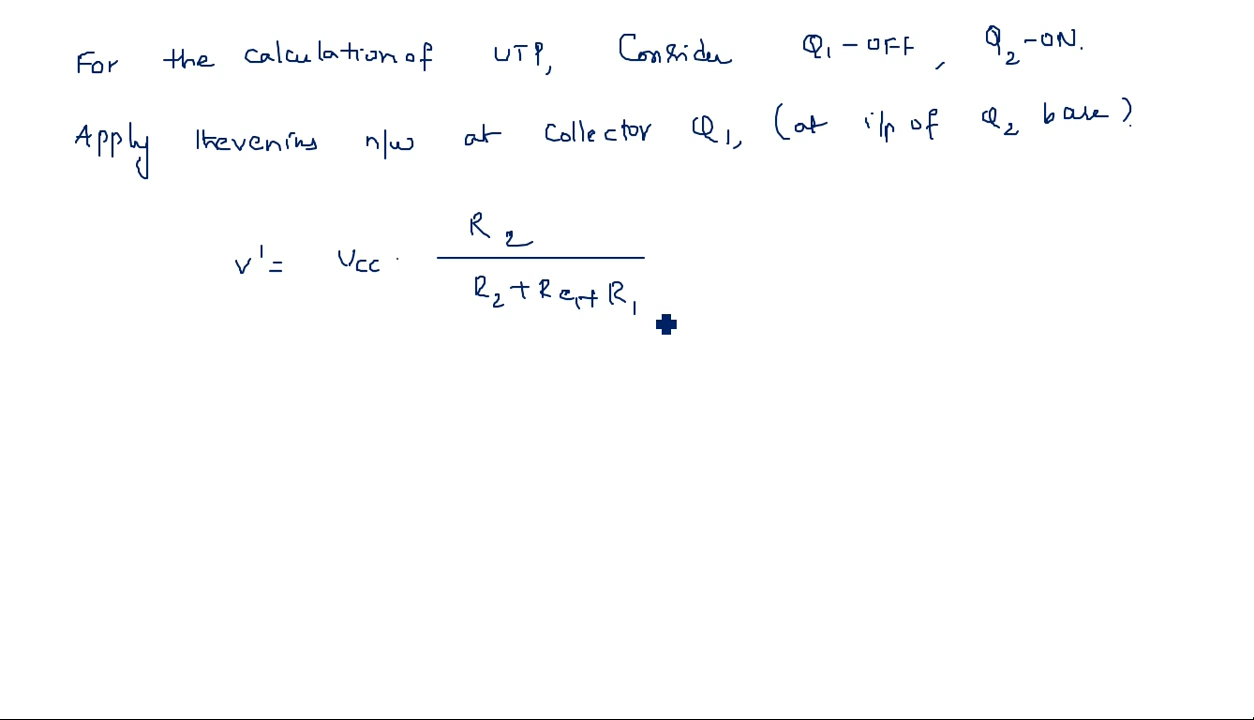 For the calculation of UTP, Consider Q1 - OFF, Q2 - ON.
Apply thevenins n/w at collector Q1, (at i/p of Q2 base)
V' = VCC . R2 / R2 + RC1 + R1